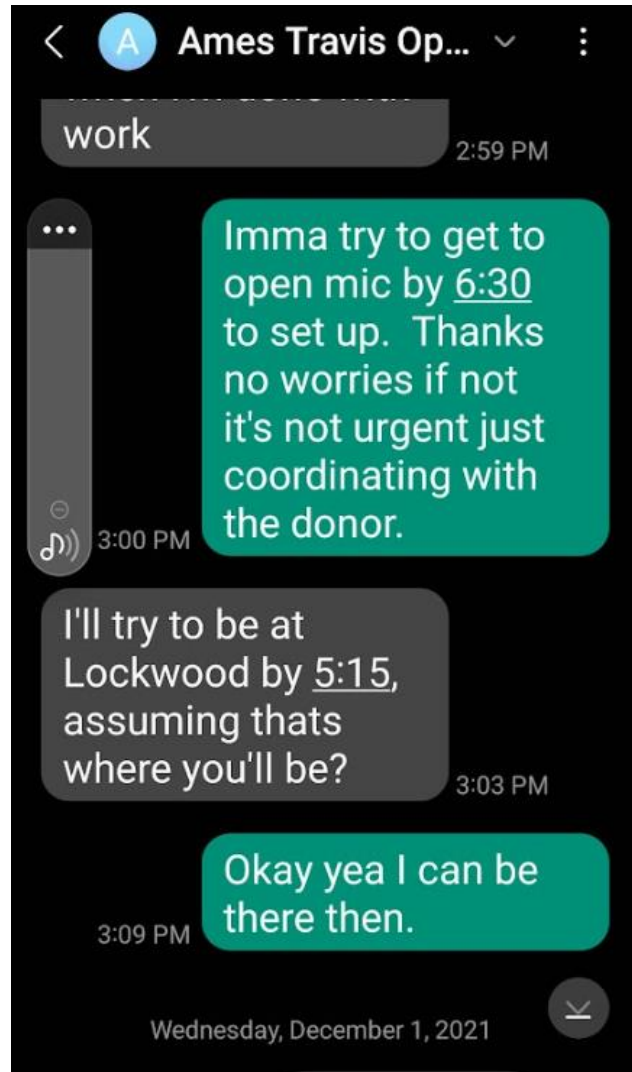 Ames Travis Op...
work
2:59 PM
Imma try to get to
open mic by 6:30
to set up.  Thanks
no worries if not
it's not urgent just
coordinating with
the donor.
3:00 PM
I'll try to be at
Lockwood by 5:15,
assuming thats
where you'll be?
3:03 PM
Okay yea I can be
there then.
3:09 PM
Wednesday, December 1, 2021